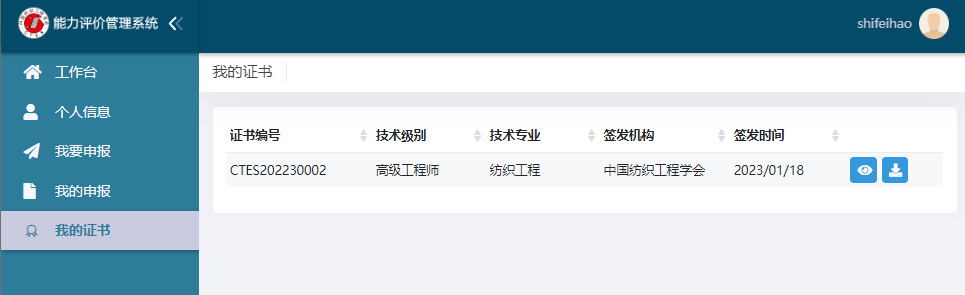 能力评价管理系统
shifeihao
工作台
个人信息
我要申报
我的申报
我的证书
我的证书
证书编号 技术级别 技术专业 签发机构 签发时间
CTES202230002 高级工程师 纺织工程 中国纺织工程学会 2023/01/18